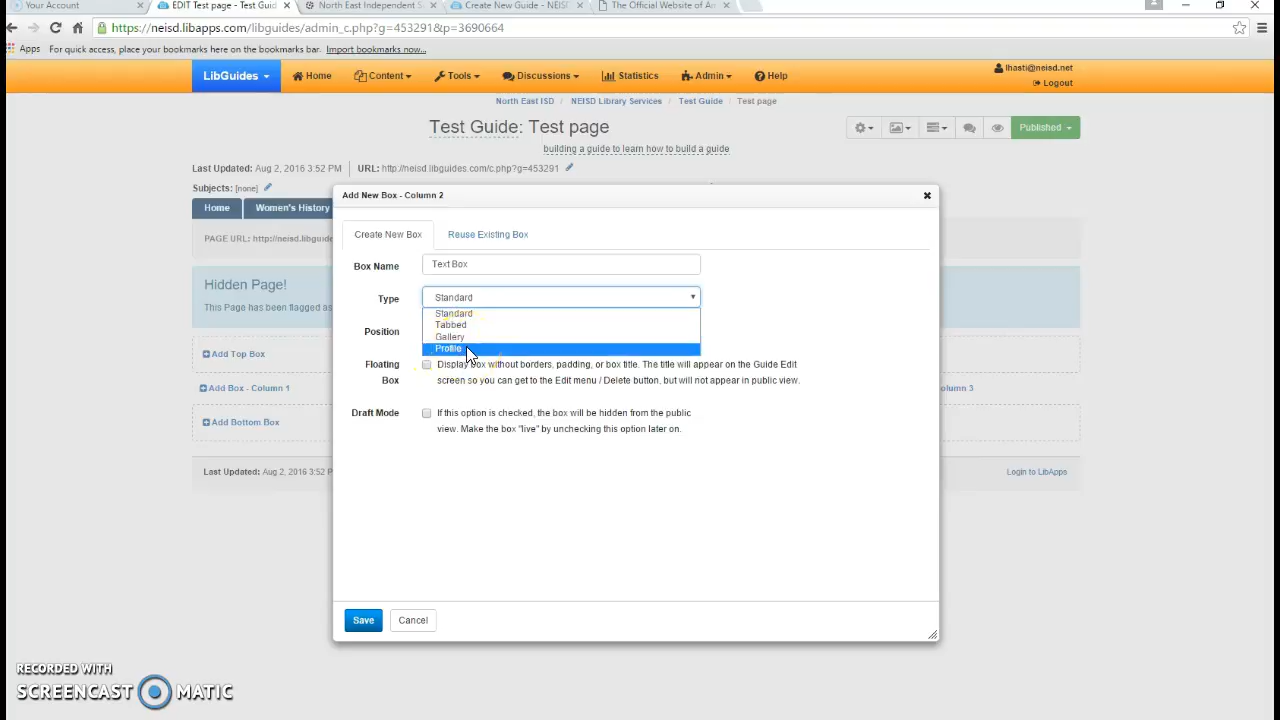 Your Account
EDIT Test page - Test Guid
North East Independent S
Create New Guide - NEIS
The Official Website of Ar
https://neisd.libapps.com/libguides/admin_c.php?g=453291&p=3690664
Apps For quick access, place your bookmarks here on the bookmarks bar. Import bookmarks now...
LibGuides Home Content Tools Discussions Statistics Admin Help
lhasti@neisd.net
Logout
North East ISD / NEISD Library Services / Test Guide / Test page
Test Guide: Test page
Published
building a guide to learn how to build a guide
Last Updated: Aug 2, 2016 3:52 PM URL: http://neisd.libguides.com/c.php?g=453291
Subjects: [none]
Home Women's History
PAGE URL: http://neisd.libguide
Hidden Page!
This Page has been flagged as
Add Top Box
Add Box - Column 1
olumn 3
Add Bottom Box
Last Updated: Aug 2, 2016 3:52 P
Login to LibApps
Add New Box - Column 2
Create New Box Reuse Existing Box
Box Name Text Box
Type Standard
Standard
Tabbed
Gallery
Profile
Position
Floating Box Display box without borders, padding, or box title. The title will appear on the Guide Edit
screen so you can get to the Edit menu / Delete button, but will not appear in public view.
Draft Mode If this option is checked, the box will be hidden from the public
view. Make the box "live" by unchecking this option later on.
Save Cancel
RECORDED WITH
SCREENCAST MATIC